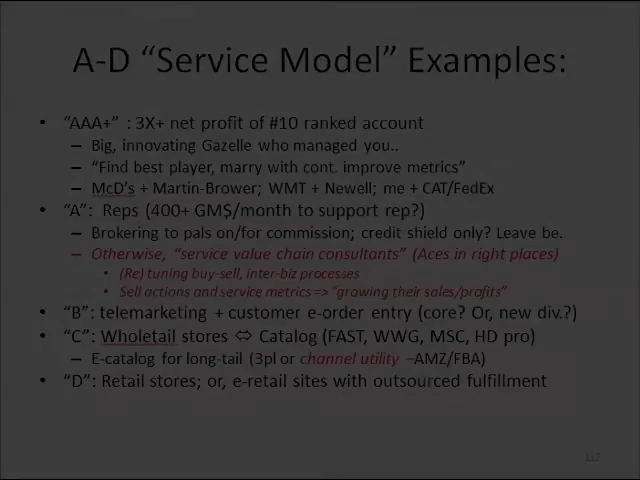 A-D “Service Model” Examples:
• “AAA+” : 3X+ net profit of #10 ranked account
– Big, innovating Gazelle who managed you..
– “Find best player, marry with cont. improve metrics”
– McD’s + Martin-Brower; WMT + Newell; me + CAT/FedEx
• “A”: Reps (400+ GM$/month to support rep?)
– Brokering to pals on/for commission; credit shield only? Leave be.
– Otherwise, “service value chain consultants” (Aces in right places)
• (Re) tuning buy-sell, inter-biz processes
• Sell actions and service metrics => “growing their sales/profits”
• “B”: telemarketing + customer e-order entry (core? Or, new div.?)
• “C”: Wholetail stores ⇔ Catalog (FAST, WWG, MSC, HD pro)
– E-catalog for long-tail (3pl or channel utility –AMZ/FBA)
• “D”: Retail stores; or, e-retail sites with outsourced fulfillment